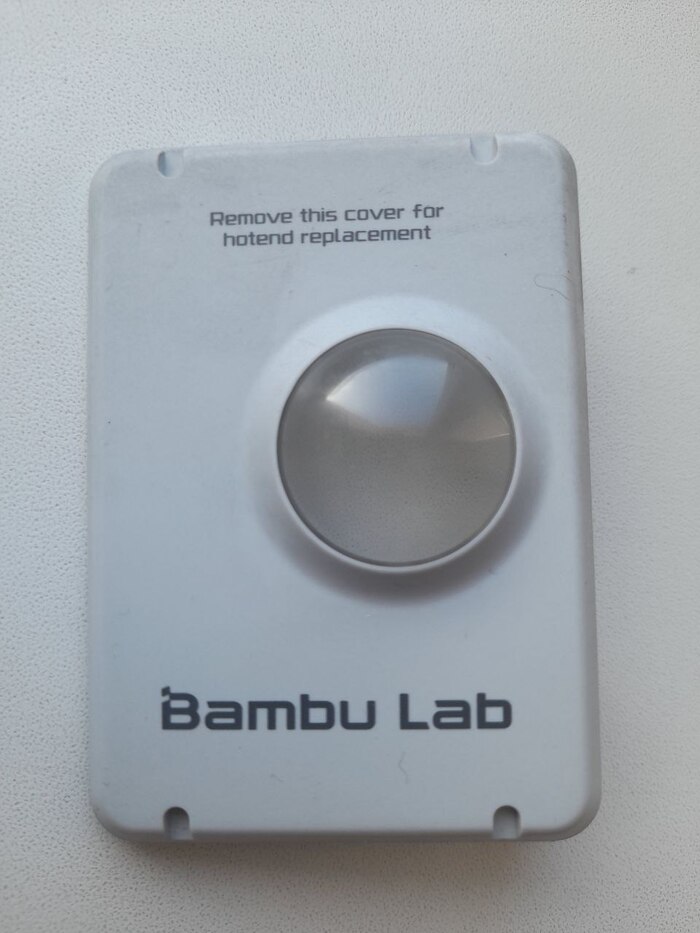 Remove this cover for
hotend replacement
Bambu Lab